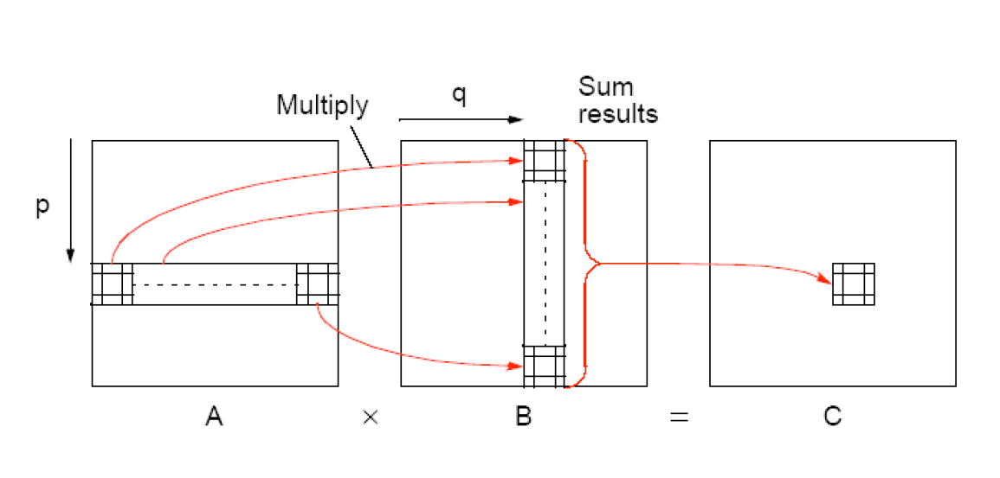 Multiply
q
Sum
results
p
A × B = C